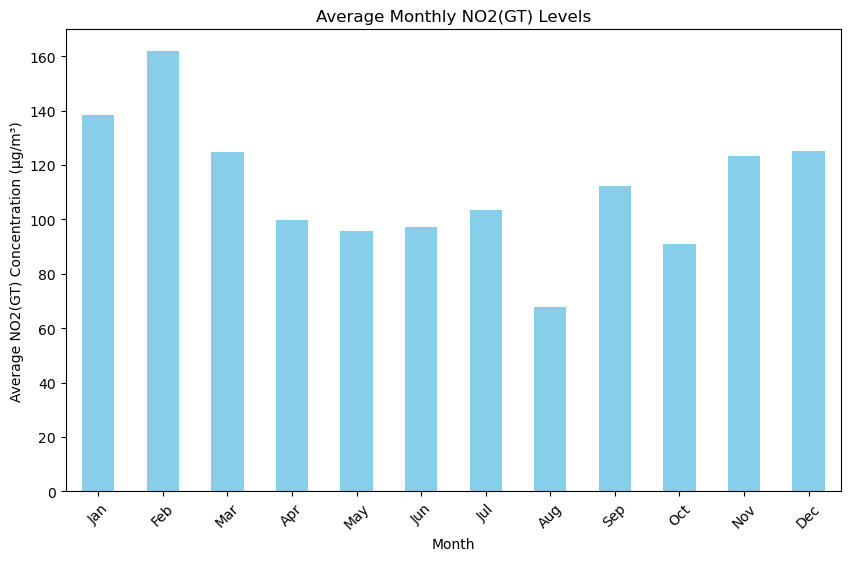 Average Monthly NO2(GT) Levels
Average NO2(GT) Concentration (µg/m³)
160
140
120
100
80
60
40
20
0
Jan
Feb
Mar
Apr
May
Jun
Jul
Aug
Sep
Oct
Nov
Dec
Month